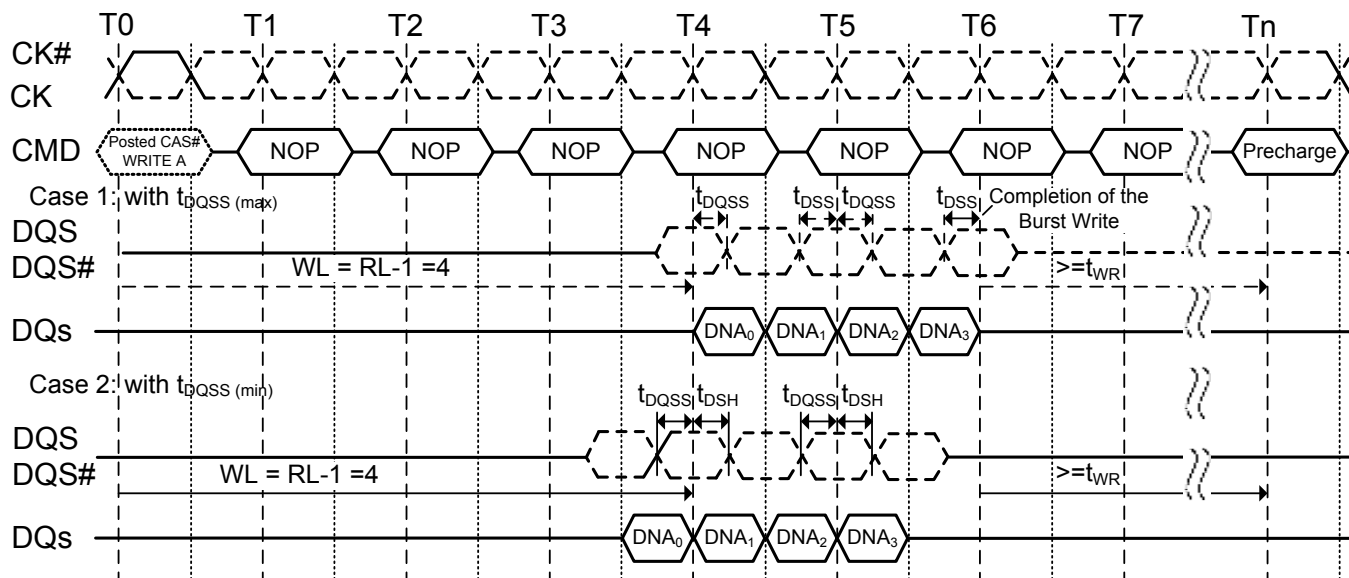 T0 T1 T2 T3 T4 T5 T6 T7 Tn
CK#
CK
CMD Posted CAS# WRITE A NOP NOP NOP NOP NOP NOP NOP Precharge
Case 1: with tDQSS (max) tDQSS tDSS tDQSS tDSS Completion of the Burst Write
DQS
DQS# WL = RL-1 =4 >=tWR
DQs DNA0 DNA1 DNA2 DNA3
Case 2: with tDQSS (min) tDQSS tDSH tDQSS tDSH
DQS
DQS# WL = RL-1 =4 >=tWR
DQs DNA0 DNA1 DNA2 DNA3